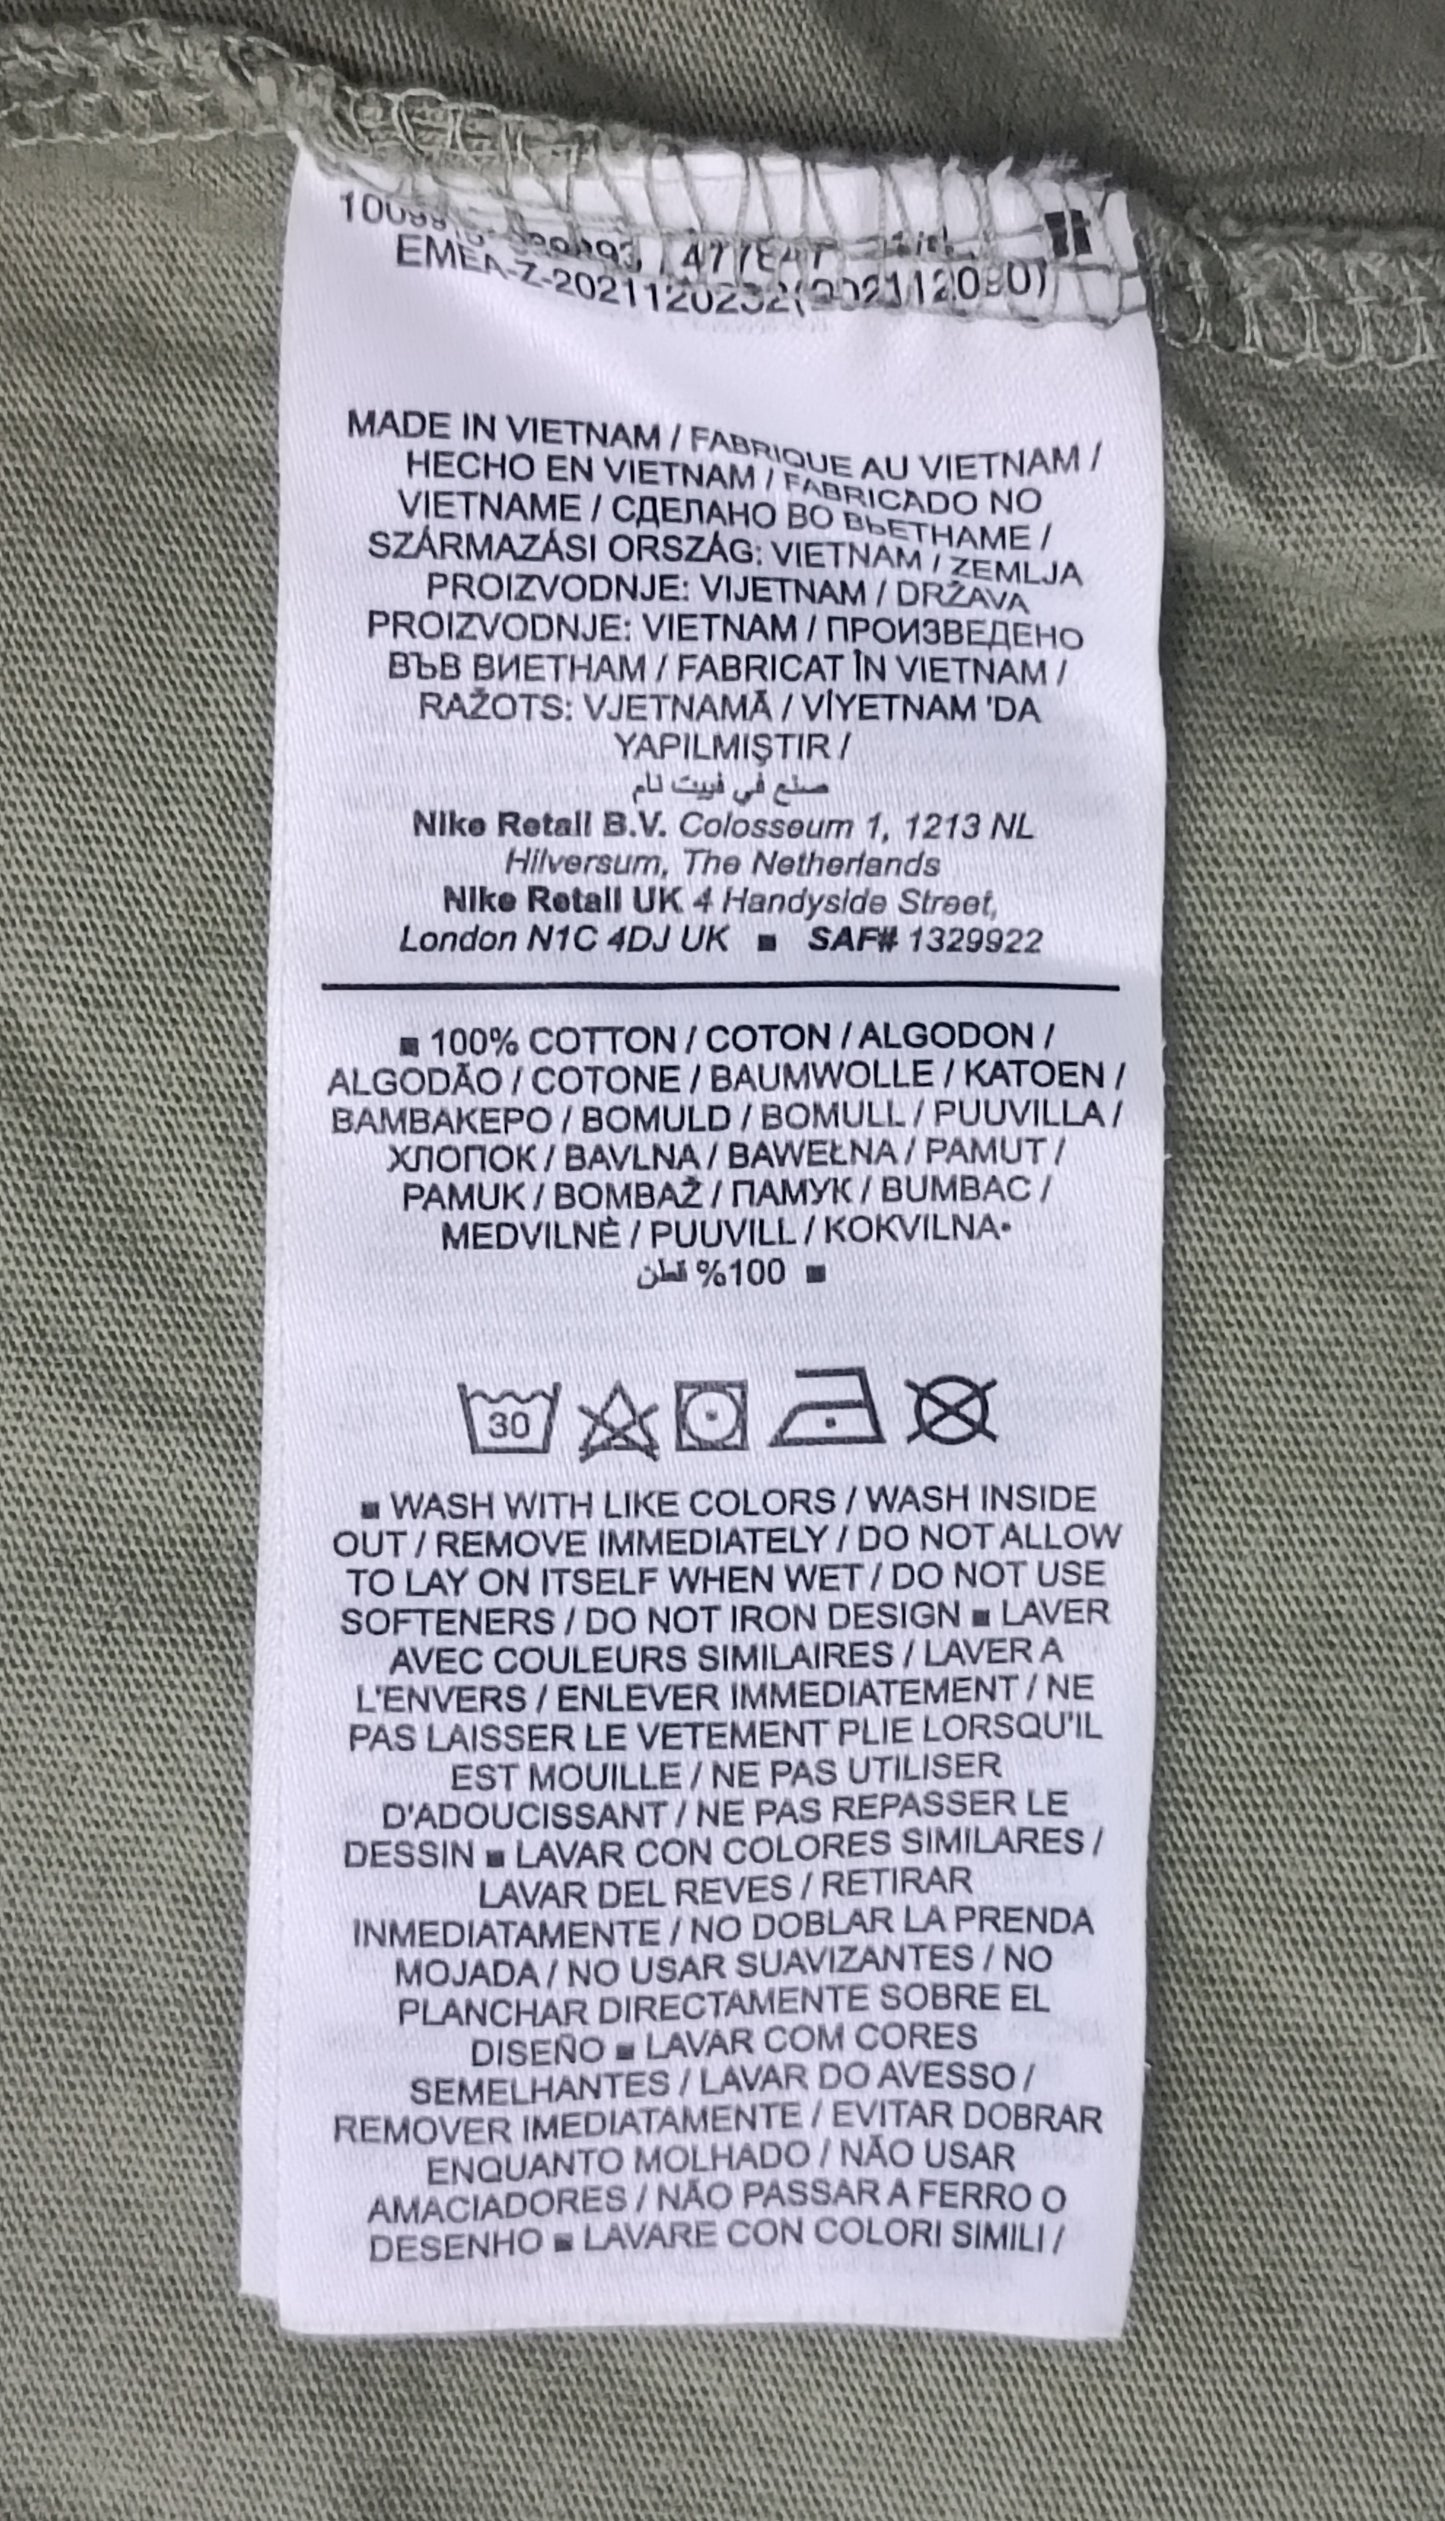 EMEA-Z-2021120232(20211208
MADE IN VIETNAM / FABRIQUE AU VIETNAM /
HECHO EN VIETNAM / FABRICADO NO
VIETNAME / СДЕЛАНО ВО ВЬЕТНАМЕ /
SZÁRMAZÁSI ORSZÁG: VIETNAM / ZEMLJA
PROIZVODNJE: VIJETNAM / DRŽAVA
PROIZVODNJE: VIETNAM / ПРОИЗВЕДЕНО
ВЪВ ВИЕТНАМ / FABRICAT ÎN VIETNAM /
RAŽOTS: VJETNAMĀ / VİYETNAM 'DA
YAPILMIŞTIR /
صنع في فييت نام
Nike Retail B.V. Colosseum 1, 1213 NL
Hilversum, The Netherlands
Nike Retail UK 4 Handyside Street,
London N1C 4DJ UK ■ SAF# 1329922
■ 100% COTTON / COTON / ALGODON /
ALGODÃO / COTONE / BAUMWOLLE / KATOEN /
ΒΑΜΒΑΚΕΡΟ / BOMULD / BOMULL / PUUVILLA /
ХЛОПОК / BAVLNA / BAWEŁNA / PAMUT /
PAMUK / BOMBAŽ / ПАМУК / BUMBAC /
MEDVILNĖ / PUUVILL / KOKVILNA•
■ 100% قطن
30
■ WASH WITH LIKE COLORS / WASH INSIDE
OUT / REMOVE IMMEDIATELY / DO NOT ALLOW
TO LAY ON ITSELF WHEN WET / DO NOT USE
SOFTENERS / DO NOT IRON DESIGN ■ LAVER
AVEC COULEURS SIMILAIRES / LAVER A
L'ENVERS / ENLEVER IMMEDIATEMENT / NE
PAS LAISSER LE VETEMENT PLIE LORSQU'IL
EST MOUILLE / NE PAS UTILISER
D'ADOUCISSANT / NE PAS REPASSER LE
DESSIN ■ LAVAR CON COLORES SIMILARES /
LAVAR DEL REVES / RETIRAR
INMEDIATAMENTE / NO DOBLAR LA PRENDA
MOJADA / NO USAR SUAVIZANTES / NO
PLANCHAR DIRECTAMENTE SOBRE EL
DISEÑO ■ LAVAR COM CORES
SEMELHANTES / LAVAR DO AVESSO /
REMOVER IMEDIATAMENTE / EVITAR DOBRAR
ENQUANTO MOLHADO / NÃO USAR
AMACIADORES / NÃO PASSAR A FERRO O
DESENHO ■ LAVARE CON COLORI SIMILI /